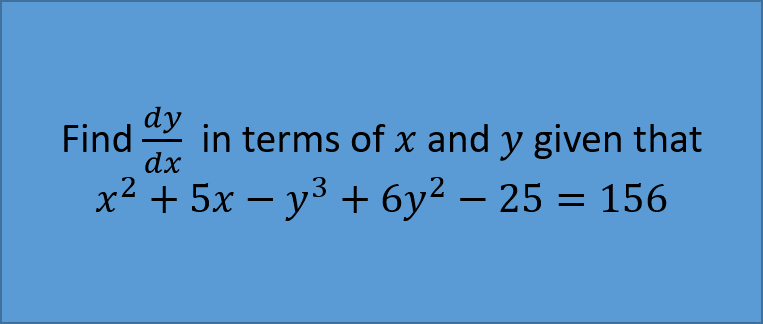 Find dy/dx in terms of x and y given that
x² + 5x − y³ + 6y² − 25 = 156